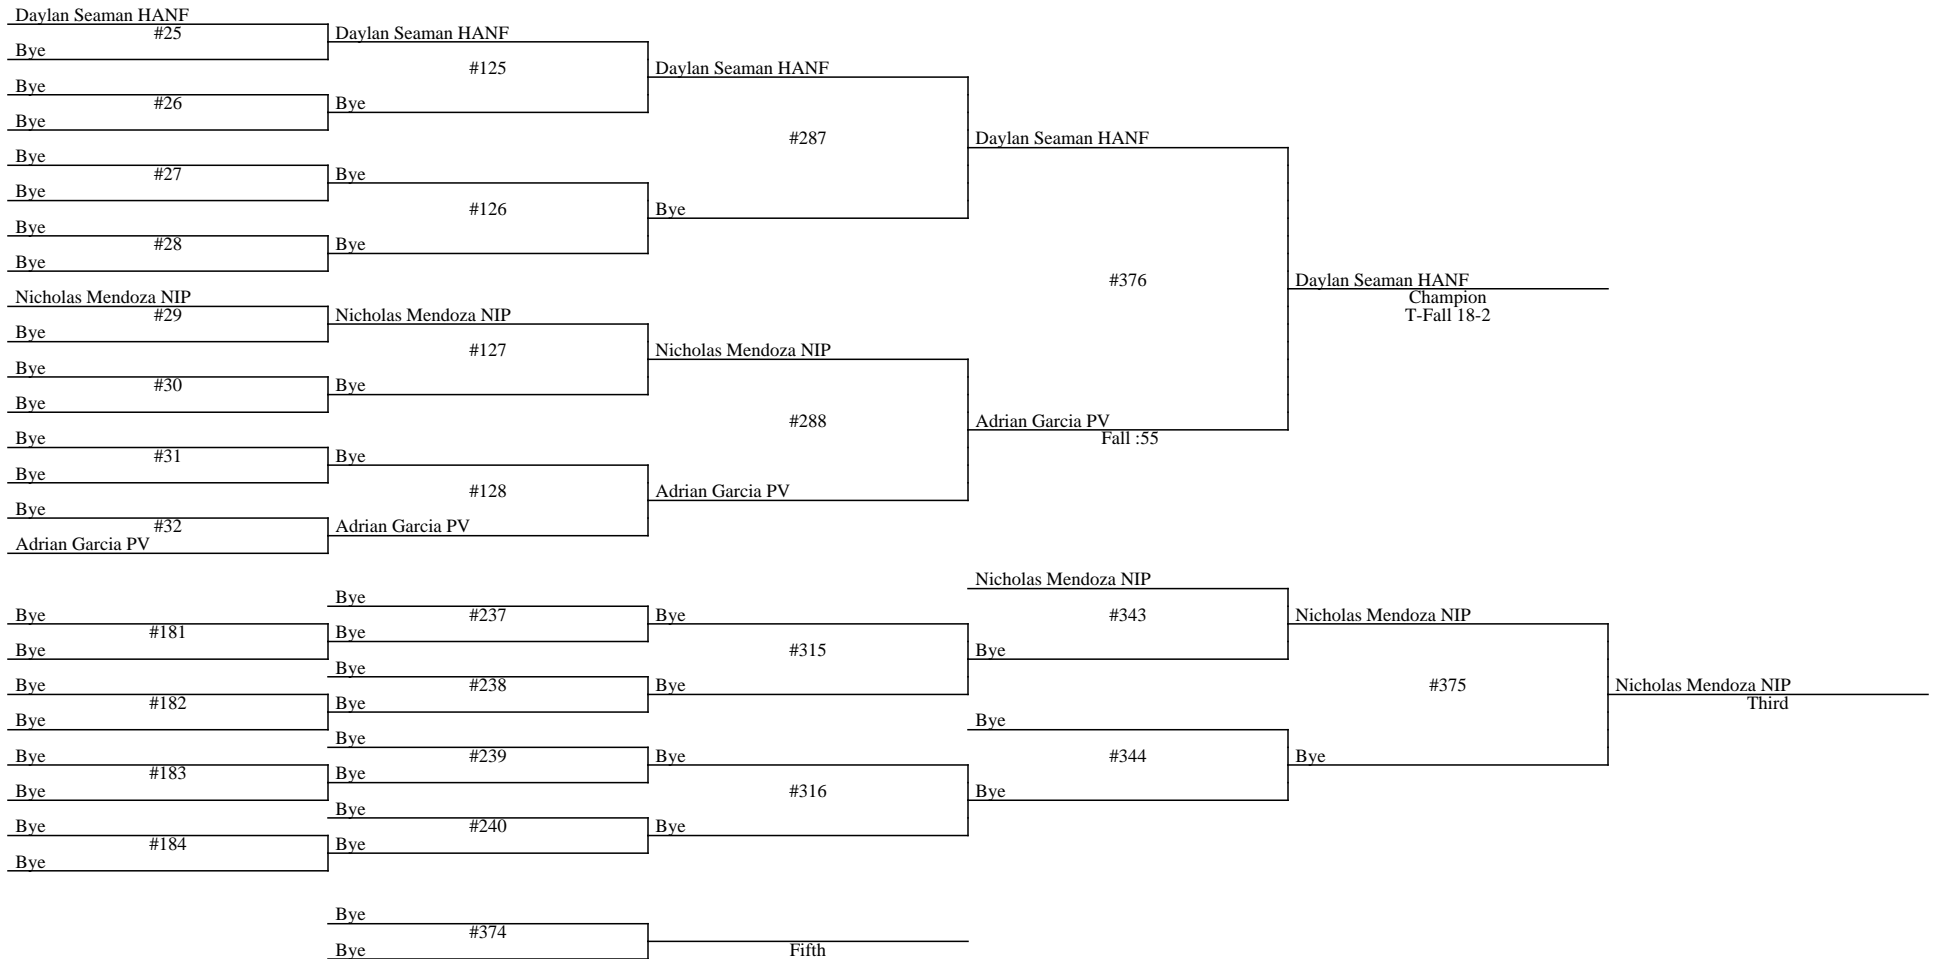 Daylan Seaman HANF
#25
Bye
Daylan Seaman HANF
#125
Bye
#26
Bye
Bye
Daylan Seaman HANF
#287
Bye
#27
Bye
Bye
#126
Bye
#28
Bye
Bye
Bye
Daylan Seaman HANF
#376
Nicholas Mendoza NIP
#29
Bye
Nicholas Mendoza NIP
#127
Bye
#30
Bye
Bye
Nicholas Mendoza NIP
#288
Bye
#31
Bye
Bye
#128
Bye
#32
Adrian Garcia PV
Adrian Garcia PV
Adrian Garcia PV
Adrian Garcia PV
Fall :55
Daylan Seaman HANF
Champion
T-Fall 18-2
Bye
#181
Bye
Bye
#237
Bye
Bye
#182
Bye
Bye
#238
Bye
Bye
#315
Bye
Nicholas Mendoza NIP
#343
Bye
Nicholas Mendoza NIP
#375
Bye
#183
Bye
Bye
#239
Bye
Bye
#184
Bye
Bye
#240
Bye
Bye
#316
Bye
Bye
#344
Bye
Bye
Nicholas Mendoza NIP
Third
Bye
#374
Bye
Fifth